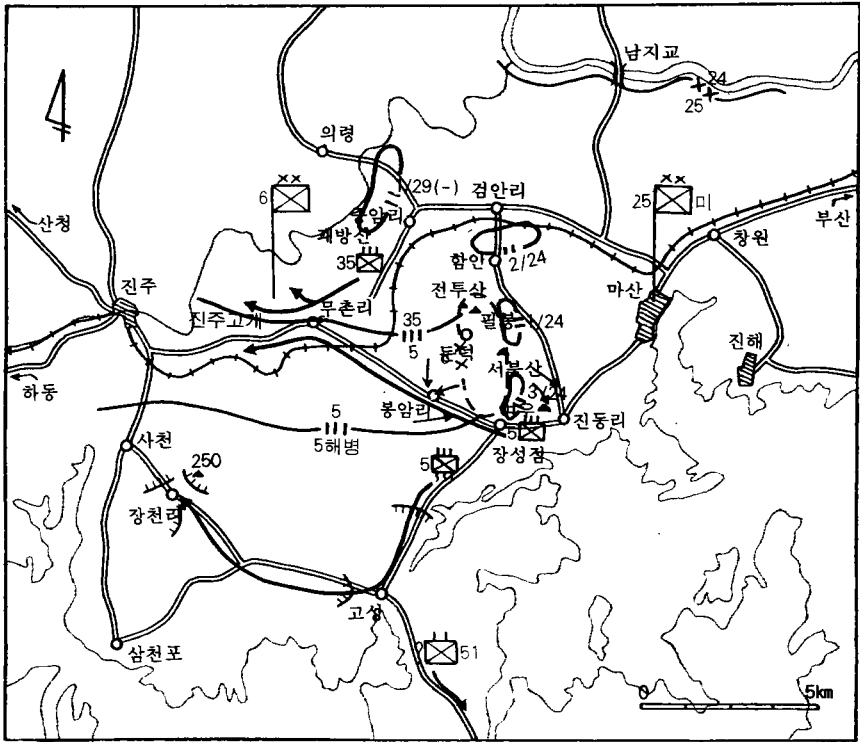 남지교
24
25
의령
××
6
1/29(-)
검안리
××
25
미
부산
산청
창원
35
함안
2/24
진주
전투산
마산
무촌리
진주고개
필봉
35
5
진해
서북산
하동
봉암리
5
5해병
5
진동리
장성점
사천
250
5
장천리
고성
삼천포
51
0
5km